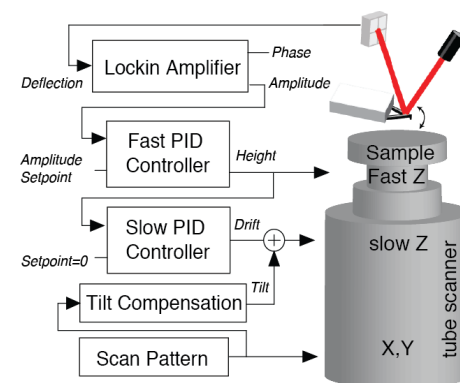 Phase
Lockin Amplifier
Deflection
Amplitude
Fast PID
Controller
Amplitude
Setpoint
Height
Sample
Fast Z
Slow PID
Controller
Drift
Setpoint=0
slow Z
Tilt
Tilt Compensation
tube scanner
Scan Pattern
X,Y